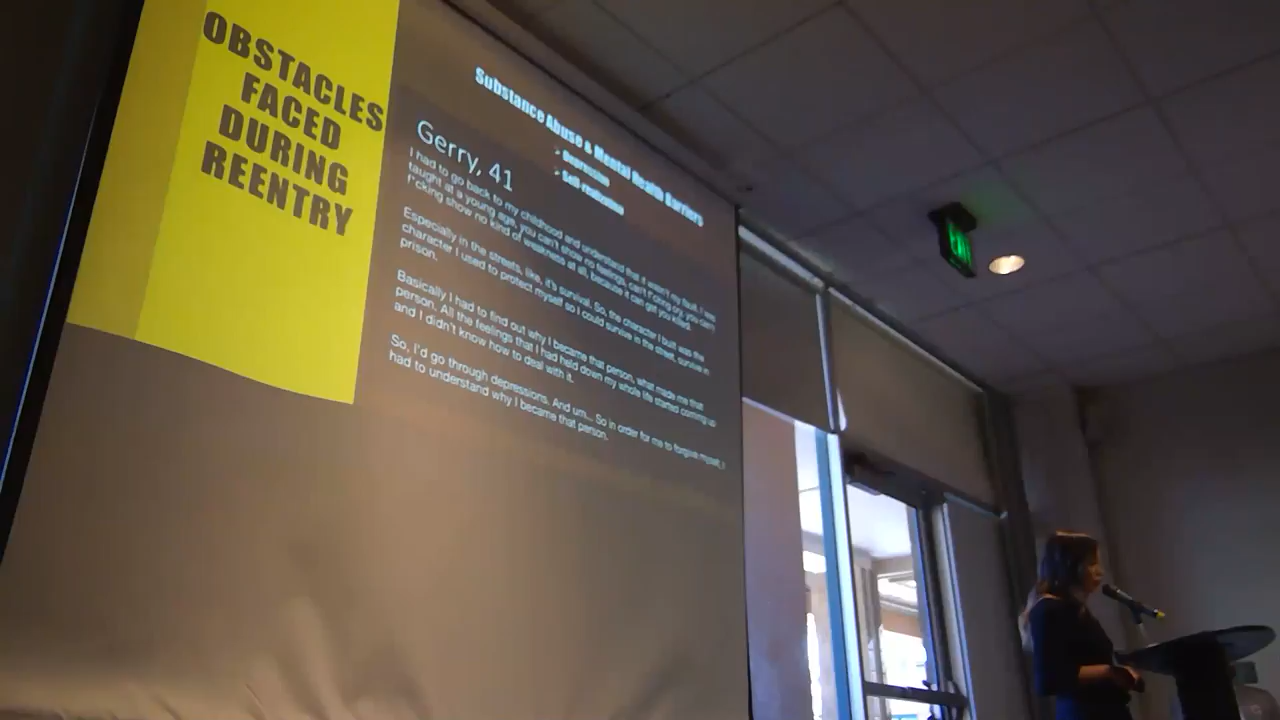 OBSTACLES
FACED
DURING
REENTRY
Substance Abuse & Mental Health Barriers
Depression
Self-realization
Gerry, 41
I had to go back to my childhood and understand that it wasn't my fault. I was
taught at a young age, you can't show no feelings, can't f*cking cry, you can't
f*cking show no kind of weakness at all, because it can get you killed.
Especially in the streets, like, it's survival. So, the character I built was the
character I used to protect myself so I could survive in the street, survive in
prison.
Basically I had to find out why I became that person, what made me that
person. All the feelings that I had held down my whole life started coming up
and I didn't know how to deal with it.
So, I'd go through depressions. And um... So in order for me to forgive myself, I
had to understand why I became that person.